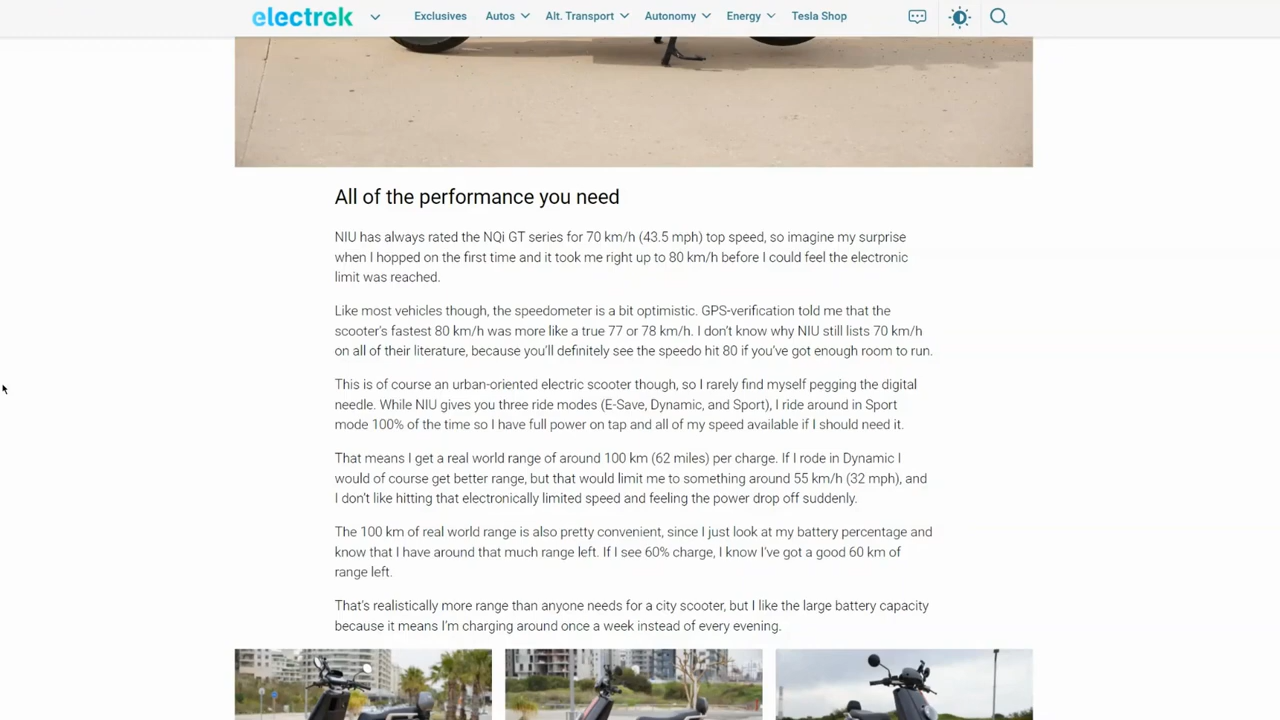 electrek
Exclusives Autos Alt. Transport Autonomy Energy Tesla Shop
All of the performance you need
NIU has always rated the NQi GT series for 70 km/h (43.5 mph) top speed, so imagine my surprise
when I hopped on the first time and it took me right up to 80 km/h before I could feel the electronic
limit was reached.
Like most vehicles though, the speedometer is a bit optimistic. GPS-verification told me that the
scooter's fastest 80 km/h was more like a true 77 or 78 km/h. I don't know why NIU still lists 70 km/h
on all of their literature, because you'll definitely see the speedo hit 80 if you've got enough room to run.
This is of course an urban-oriented electric scooter though, so I rarely find myself pegging the digital
needle. While NIU gives you three ride modes (E-Save, Dynamic, and Sport), I ride around in Sport
mode 100% of the time so I have full power on tap and all of my speed available if I should need it.
That means I get a real world range of around 100 km (62 miles) per charge. If I rode in Dynamic I
would of course get better range, but that would limit me to something around 55 km/h (32 mph), and
I don't like hitting that electronically limited speed and feeling the power drop off suddenly.
The 100 km of real world range is also pretty convenient, since I just look at my battery percentage and
know that I have around that much range left. If I see 60% charge, I know I've got a good 60 km of
range left.
That's realistically more range than anyone needs for a city scooter, but I like the large battery capacity
because it means I'm charging around once a week instead of every evening.